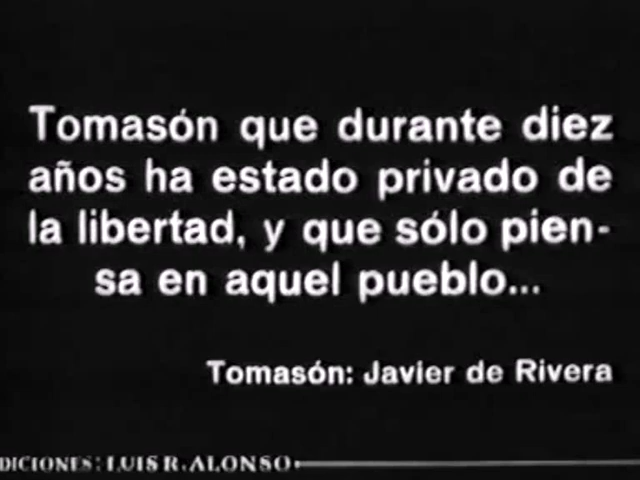 Tomasón que durante diez
años ha estado privado de
la libertad, y que sólo pien-
sa en aquel pueblo...
Tomasón: Javier de Rivera
DICIONES: LUIS R. ALONSO